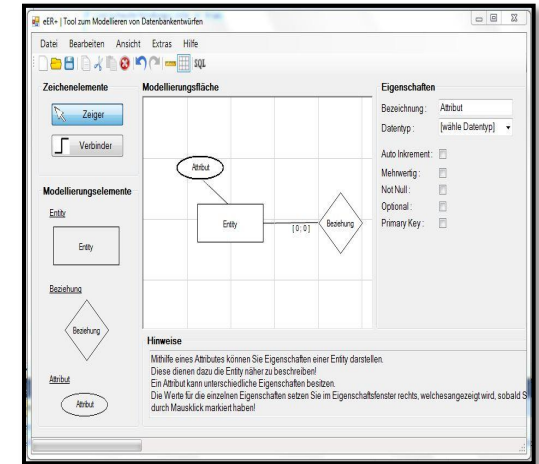 eER+ | Tool zum Modellieren von Datenbankentwürfen
Datei Bearbeiten Ansicht Extras Hilfe
SQL
Zeichenelemente
Zeiger
Verbinder
Modellierungselemente
Entity
Entity
Beziehung
Beziehung
Attribut
Attribut
Modellierungsfläche
Attribut
Entity
[ 0 ; 0 ]
Beziehung
Eigenschaften
Bezeichnung : Attribut
Datentyp : [wähle Datentyp]
Auto Inkrement :
Mehrwertig :
Not Null :
Optional :
Primary Key :
Hinweise
Mithilfe eines Attributes können Sie Eigenschaften einer Entity darstellen.
Diese dienen dazu die Entity näher zu beschreiben!
Ein Attribut kann unterschiedliche Eigenschaften besitzen.
Die Werte für die einzelnen Eigenschaften setzen Sie im Eigenschaftsfenster rechts, welchesangezeigt wird, sobald S
durch Mausklick markiert haben!